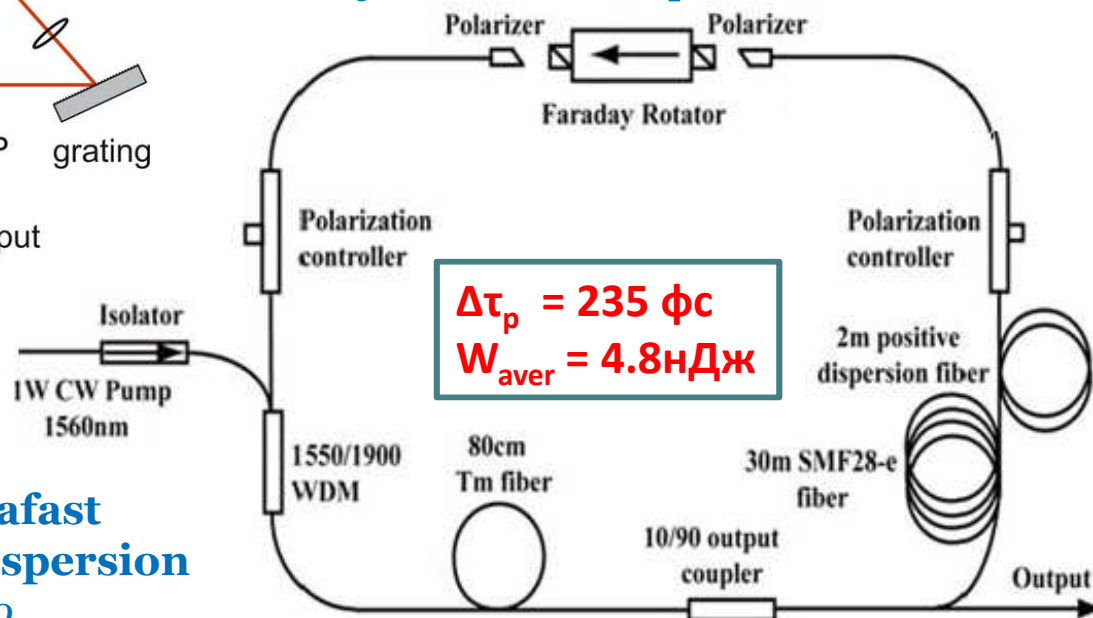 Polarizer
Polarizer
Faraday Rotator
grating
Polarization
controller
Polarization
controller
Δτp = 235 фс
Waver = 4.8нДж
Isolator
2m positive
dispersion fiber
1W CW Pump
1560nm
1550/1900
WDM
80cm
Tm fiber
30m SMF28-e
fiber
10/90 output
coupler
Output